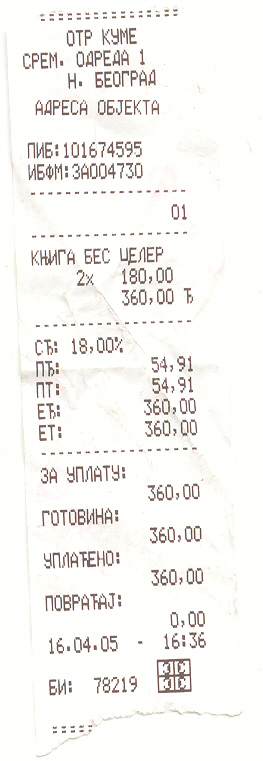 ОТР КУМЕ
СРЕМ. ОДРЕДА 1
Н. БЕОГРАД
АДРЕСА ОБЈЕКТА
ПИБ:101674595
ИБФМ:ЗА004730
01
КЊИГА БЕС ЦЕЛЕР
2x 180,00
360,00 Ђ
СЂ: 18,00%
ПЂ: 54,91
ПТ: 54,91
ЕЂ: 360,00
ЕТ: 360,00
ЗА УПЛАТУ:
360,00
ГОТОВИНА:
360,00
УПЛАЋЕНО:
360,00
ПОВРАЋАЈ:
0,00
16.04.05 - 16:36
БИ: 78219